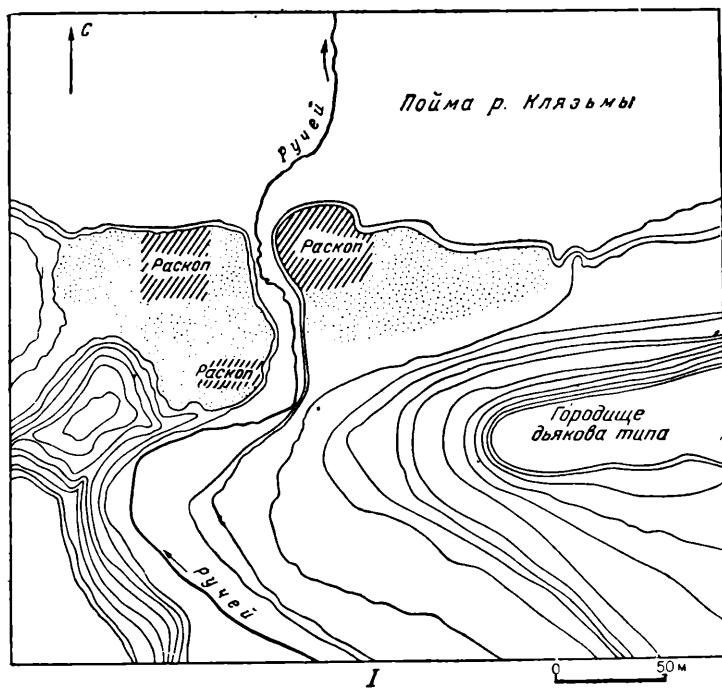 С
Пойма р. Клязьмы
Ручей
Раскоп
Раскоп
Раскоп
Городище
дьякова типа
Ручей
I
0 50 м